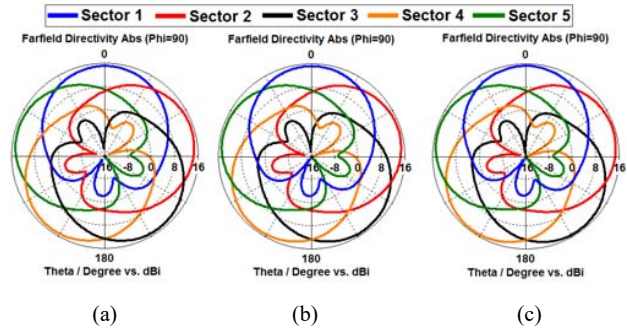 Sector 1 Sector 2 Sector 3 Sector 4 Sector 5
Farfield Directivity Abs (Phi=90) Farfield Directivity Abs (Phi=90) Farfield Directivity Abs (Phi=90)
0 0 0
-16 -8 0 8 16 -16 -8 0 8 16 -16 -8 0 8 16
180 180 180
Theta / Degree vs. dBi Theta / Degree vs. dBi Theta / Degree vs. dBi
(a) (b) (c)